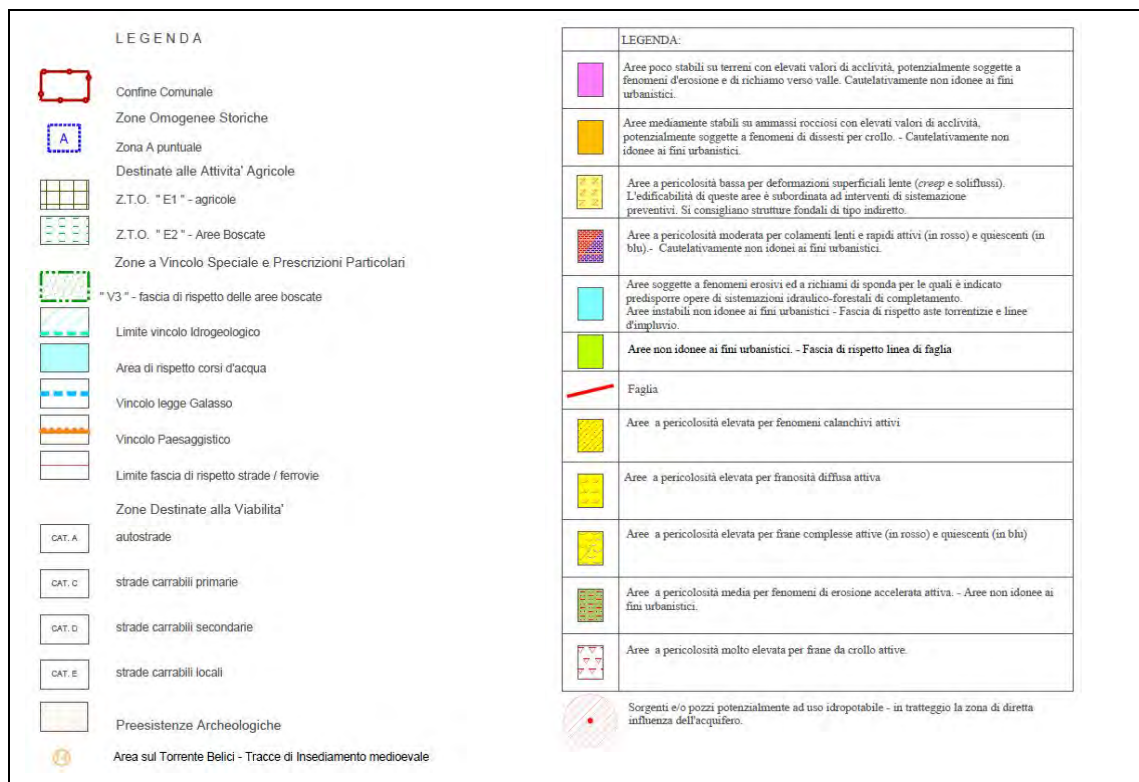 LEGENDA
Confine Comunale
Zone Omogenee Storiche
A
Zona A puntuale
Destinate alle Attivita' Agricole
Z.T.O. " E1 " - agricole
Z.T.O. " E2 " - Aree Boscate
Zone a Vincolo Speciale e Prescrizioni Particolari
" V3 " - fascia di rispetto delle aree boscate
Limite vincolo Idrogeologico
Area di rispetto corsi d'acqua
Vincolo legge Galasso
Vincolo Paesaggistico
Limite fascia di rispetto strade / ferrovie
Zone Destinate alla Viabilita'
CAT. A autostrade
CAT. C strade carrabili primarie
CAT. D strade carrabili secondarie
CAT. E strade carrabili locali
Preesistenze Archeologiche
Area sul Torrente Belici - Tracce di Insediamento medioevale
LEGENDA:
Aree poco stabili su terreni con elevati valori di acclività, potenzialmente soggette a
fenomeni d'erosione e di richiamo verso valle. Cautelativamente non idonee ai fini
urbanistici.
Aree mediamente stabili su ammassi rocciosi con elevati valori di acclività,
potenzialmente soggette a fenomeni di dissesti per crollo. - Cautelativamente non
idonee ai fini urbanistici.
Aree a pericolosità bassa per deformazioni superficiali lente (creep e soliflussi).
L'edificabilità di queste aree è subordinata ad interventi di sistemazione
preventivi. Si consigliano strutture fondali di tipo indiretto.
Aree a pericolosità moderata per colamenti lenti e rapidi attivi (in rosso) e quiescenti (in
blu).- Cautelativamente non idonei ai fini urbanistici.
Aree soggette a fenomeni erosivi ed a richiami di sponda per le quali è indicato
predisporre opere di sistemazioni idraulico-forestali di completamento.
Aree instabili non idonee ai fini urbanistici - Fascia di rispetto aste torrentizie e linee
d'impluvio.
Aree non idonee ai fini urbanistici. - Fascia di rispetto linea di faglia
Faglia
Aree a pericolosità elevata per fenomeni calanchivi attivi
Aree a pericolosità elevata per franosità diffusa attiva
Aree a pericolosità elevata per frane complesse attive (in rosso) e quiescenti (in blu)
Aree a pericolosità media per fenomeni di erosione accelerata attiva. - Aree non idonee ai
fini urbanistici.
Aree a pericolosità molto elevata per frane da crollo attive.
Sorgenti e/o pozzi potenzialmente ad uso idropotabile - in tratteggio la zona di diretta
influenza dell'acquifero.